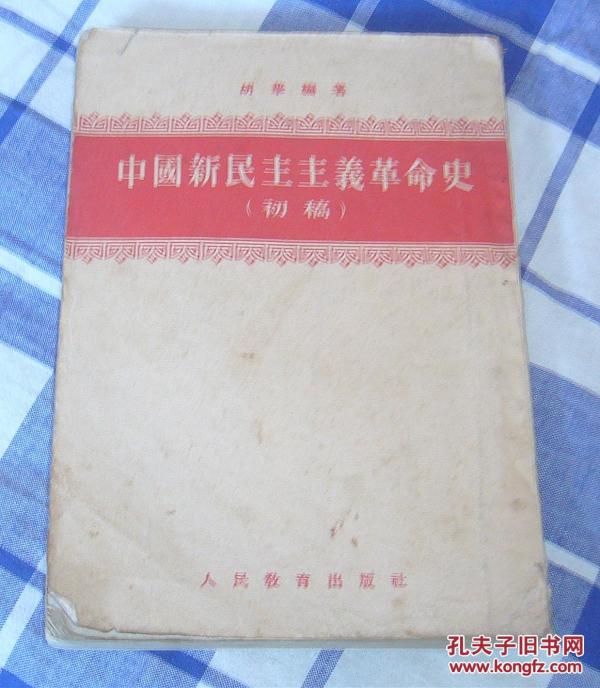 胡華編著
中國新民主主義革命史
（初稿）
人民敎育出版社
孔夫子旧书网
www.kongfz.com